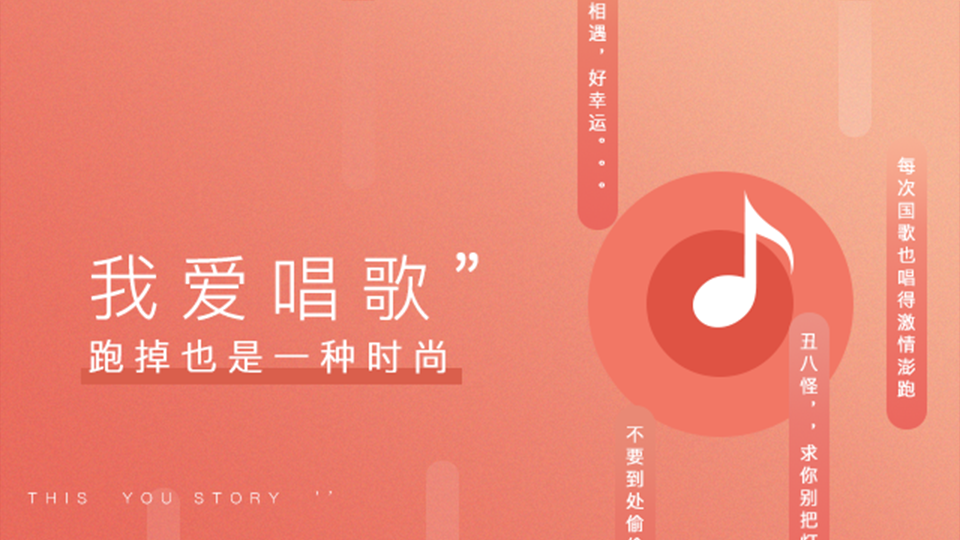 我爱唱歌”
跑掉也是一种时尚
THIS YOU STORY ’’
相遇，好幸运。。。
不要到处偷
丑八怪，，求你别把
每次国歌也唱得激情澎跑